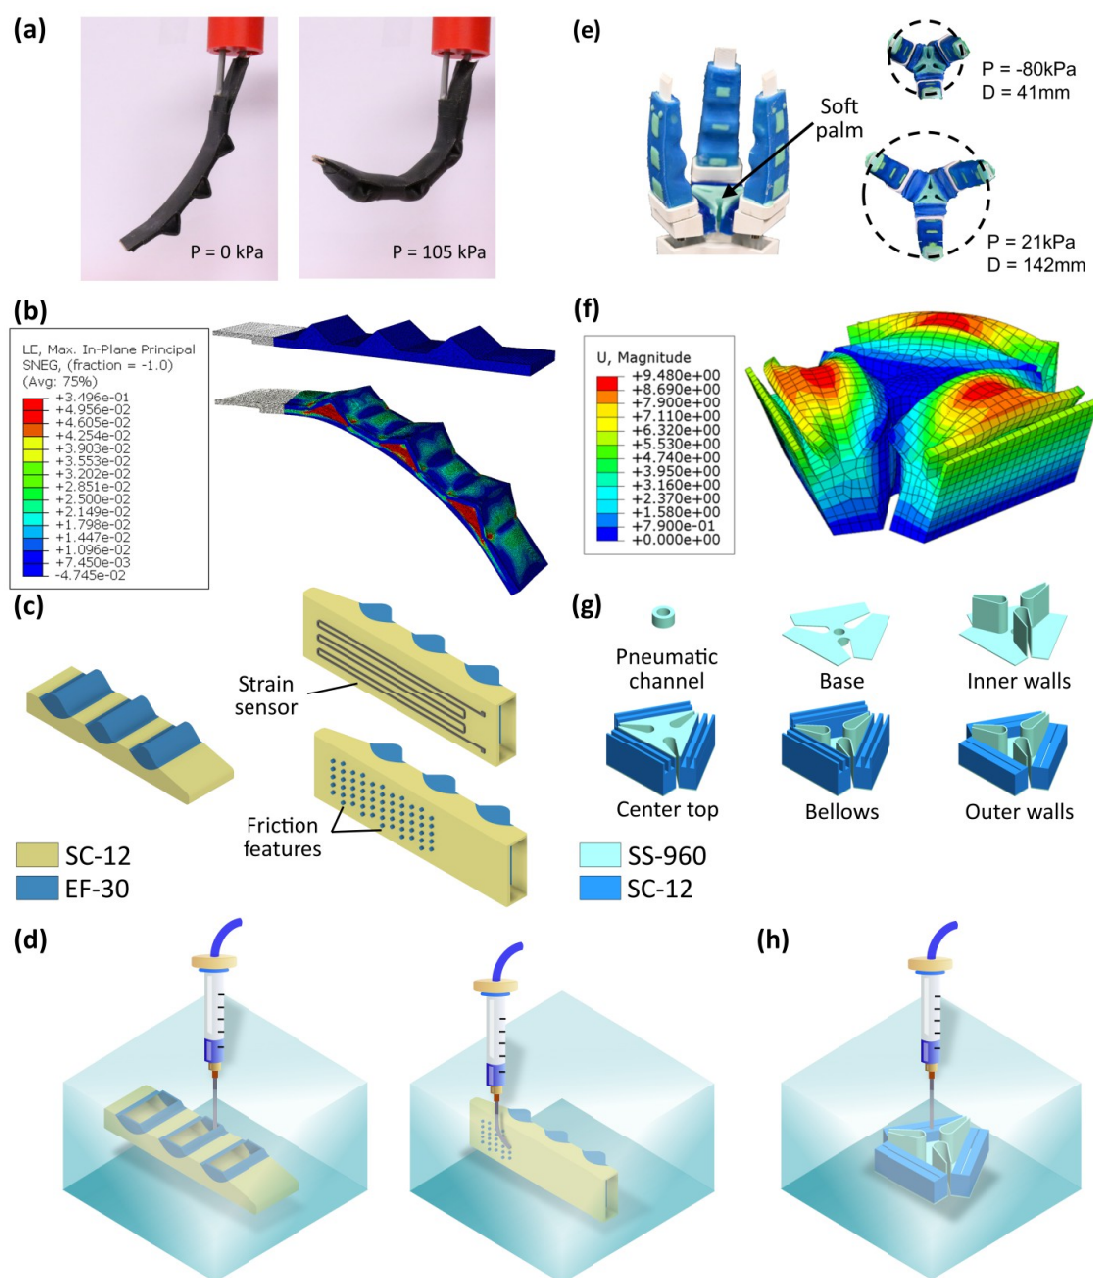 (a)
P = 0 kPa
P = 105 kPa
(e)
Soft
palm
P = -80kPa
D = 41mm
P = 21kPa
D = 142mm
(b)
LE, Max. In-Plane Principal
SNEG, (fraction = -1.0)
(Avg: 75%)
+3.496e-01
+4.956e-02
+4.605e-02
+4.254e-02
+3.903e-02
+3.553e-02
+3.202e-02
+2.851e-02
+2.500e-02
+2.149e-02
+1.798e-02
+1.447e-02
+1.096e-02
+7.450e-03
-4.745e-02
(f)
U, Magnitude
+9.480e+00
+8.690e+00
+7.900e+00
+7.110e+00
+6.320e+00
+5.530e+00
+4.740e+00
+3.950e+00
+3.160e+00
+2.370e+00
+1.580e+00
+7.900e-01
+0.000e+00
(c)
Strain
sensor
Friction
features
SC-12
EF-30
(g)
Pneumatic
channel
Base
Inner walls
Center top
Bellows
Outer walls
SS-960
SC-12
(d)
(h)